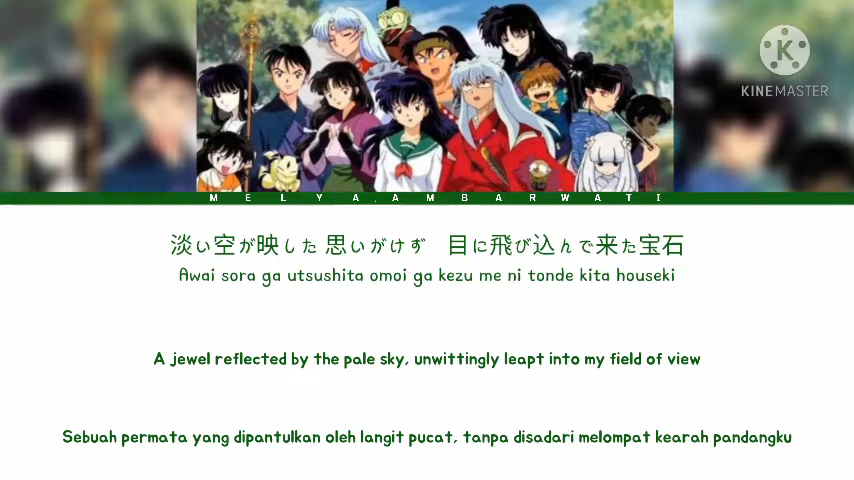 KINEMASTER
MELYA.AMBARWATI
淡い空が映した 思いがけず 目に飛び込んで来た宝石
Awai sora ga utsushita omoi ga kezu me ni tonde kita houseki
A jewel reflected by the pale sky, unwittingly leapt into my field of view
Sebuah permata yang dipantulkan oleh langit pucat, tanpa disadari melompat kearah pandangku